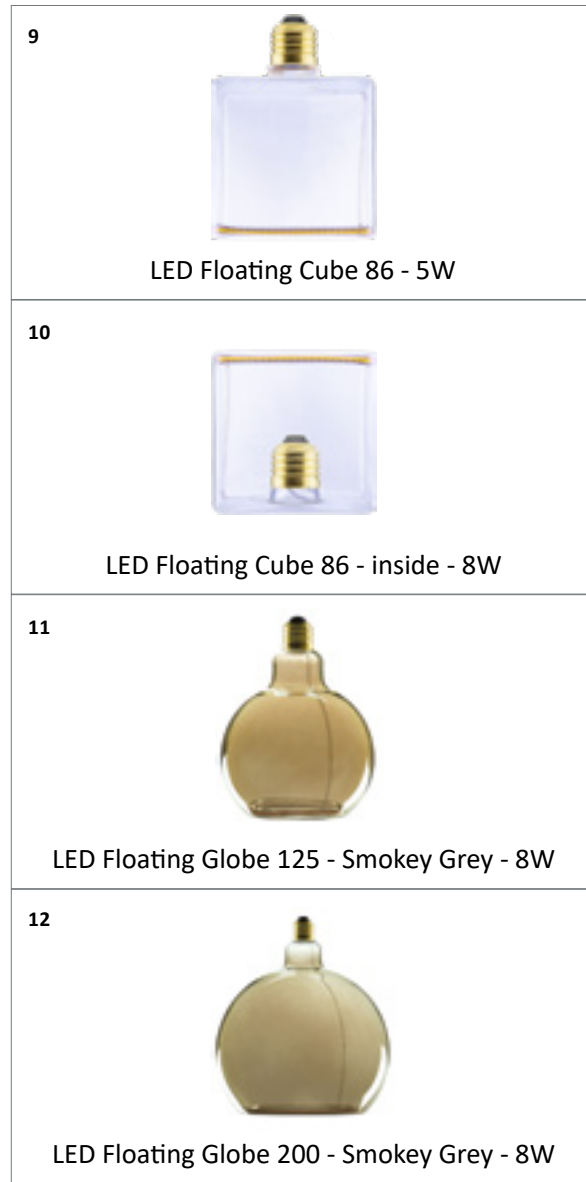 9
LED Floating Cube 86 - 5W
10
LED Floating Cube 86 - inside - 8W
11
LED Floating Globe 125 - Smokey Grey - 8W
12
LED Floating Globe 200 - Smokey Grey - 8W